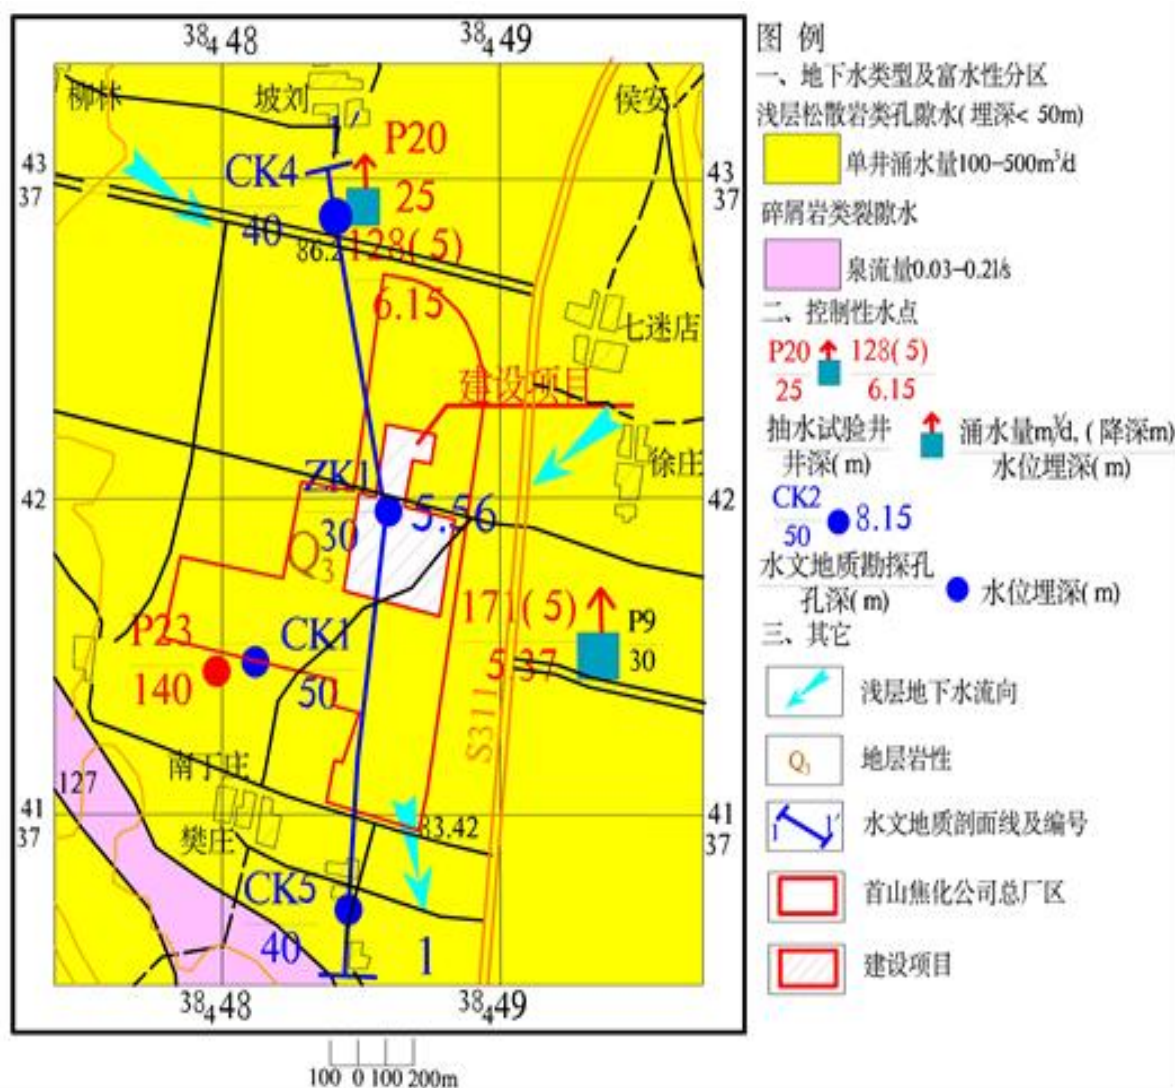 38 448
38 449
柳林
坡刘
侯安
1
P20
25
CK4
40
43
37
43
37
86.2
128(5)
6.15
七迷店
建设项目
徐庄
ZK1
30
5.56
42
42
Q3
171(5)
5.37
P9
30
P23
140
CK1
50
S311
南丁庄
127
樊庄
83.42
41
37
41
37
CK5
40
1
38 448
38 449
100 0 100 200m
图 例
一、地下水类型及富水性分区
浅层松散岩类孔隙水(埋深< 50m)
单井涌水量100-500m³/d
碎屑岩类裂隙水
泉流量0.03-0.2l/s
二、控制性水点
P20 128(5)
25 6.15
抽水试验井 涌水量m³/d,(降深m)
井深(m) 水位埋深(m)
CK2 8.15
50
水文地质勘探孔 水位埋深(m)
孔深(m)
三、其它
浅层地下水流向
Q3 地层岩性
1 1' 水文地质剖面线及编号
首山焦化公司总厂区
建设项目